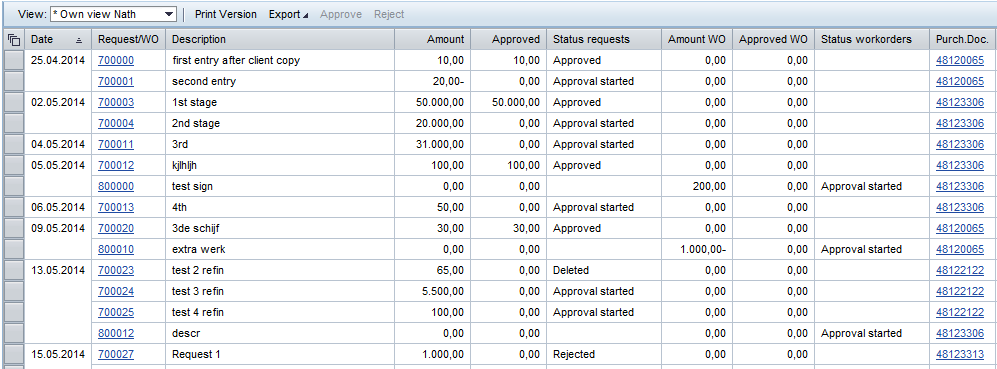 View: * Own view Nath Print Version Export Approve Reject
Date Request/WO Description Amount Approved Status requests Amount WO Approved WO Status workorders Purch.Doc.
25.04.2014 700000 first entry after client copy 10,00 10,00 Approved 0,00 0,00 48120065
700001 second entry 20,00- 0,00 Approval started 0,00 0,00 48120065
02.05.2014 700003 1st stage 50.000,00 50.000,00 Approved 0,00 0,00 48123306
700004 2nd stage 20.000,00 0,00 Approval started 0,00 0,00 48123306
04.05.2014 700011 3rd 31.000,00 0,00 Approval started 0,00 0,00 48123306
05.05.2014 700012 kjlhljh 100,00 100,00 Approved 0,00 0,00 48123306
800000 test sign 0,00 0,00 200,00 0,00 Approval started 48123306
06.05.2014 700013 4th 50,00 0,00 Approval started 0,00 0,00 48123306
09.05.2014 700020 3de schijf 30,00 30,00 Approved 0,00 0,00 48120065
800010 extra werk 0,00 0,00 1.000,00- 0,00 Approval started 48120065
13.05.2014 700023 test 2 refin 65,00 0,00 Deleted 0,00 0,00 48122122
700024 test 3 refin 5.500,00 0,00 Approval started 0,00 0,00 48122122
700025 test 4 refin 100,00 0,00 Approval started 0,00 0,00 48122122
800012 descr 0,00 0,00 0,00 0,00 Approval started 48123306
15.05.2014 700027 Request 1 1.000,00 0,00 Rejected 0,00 0,00 48123313